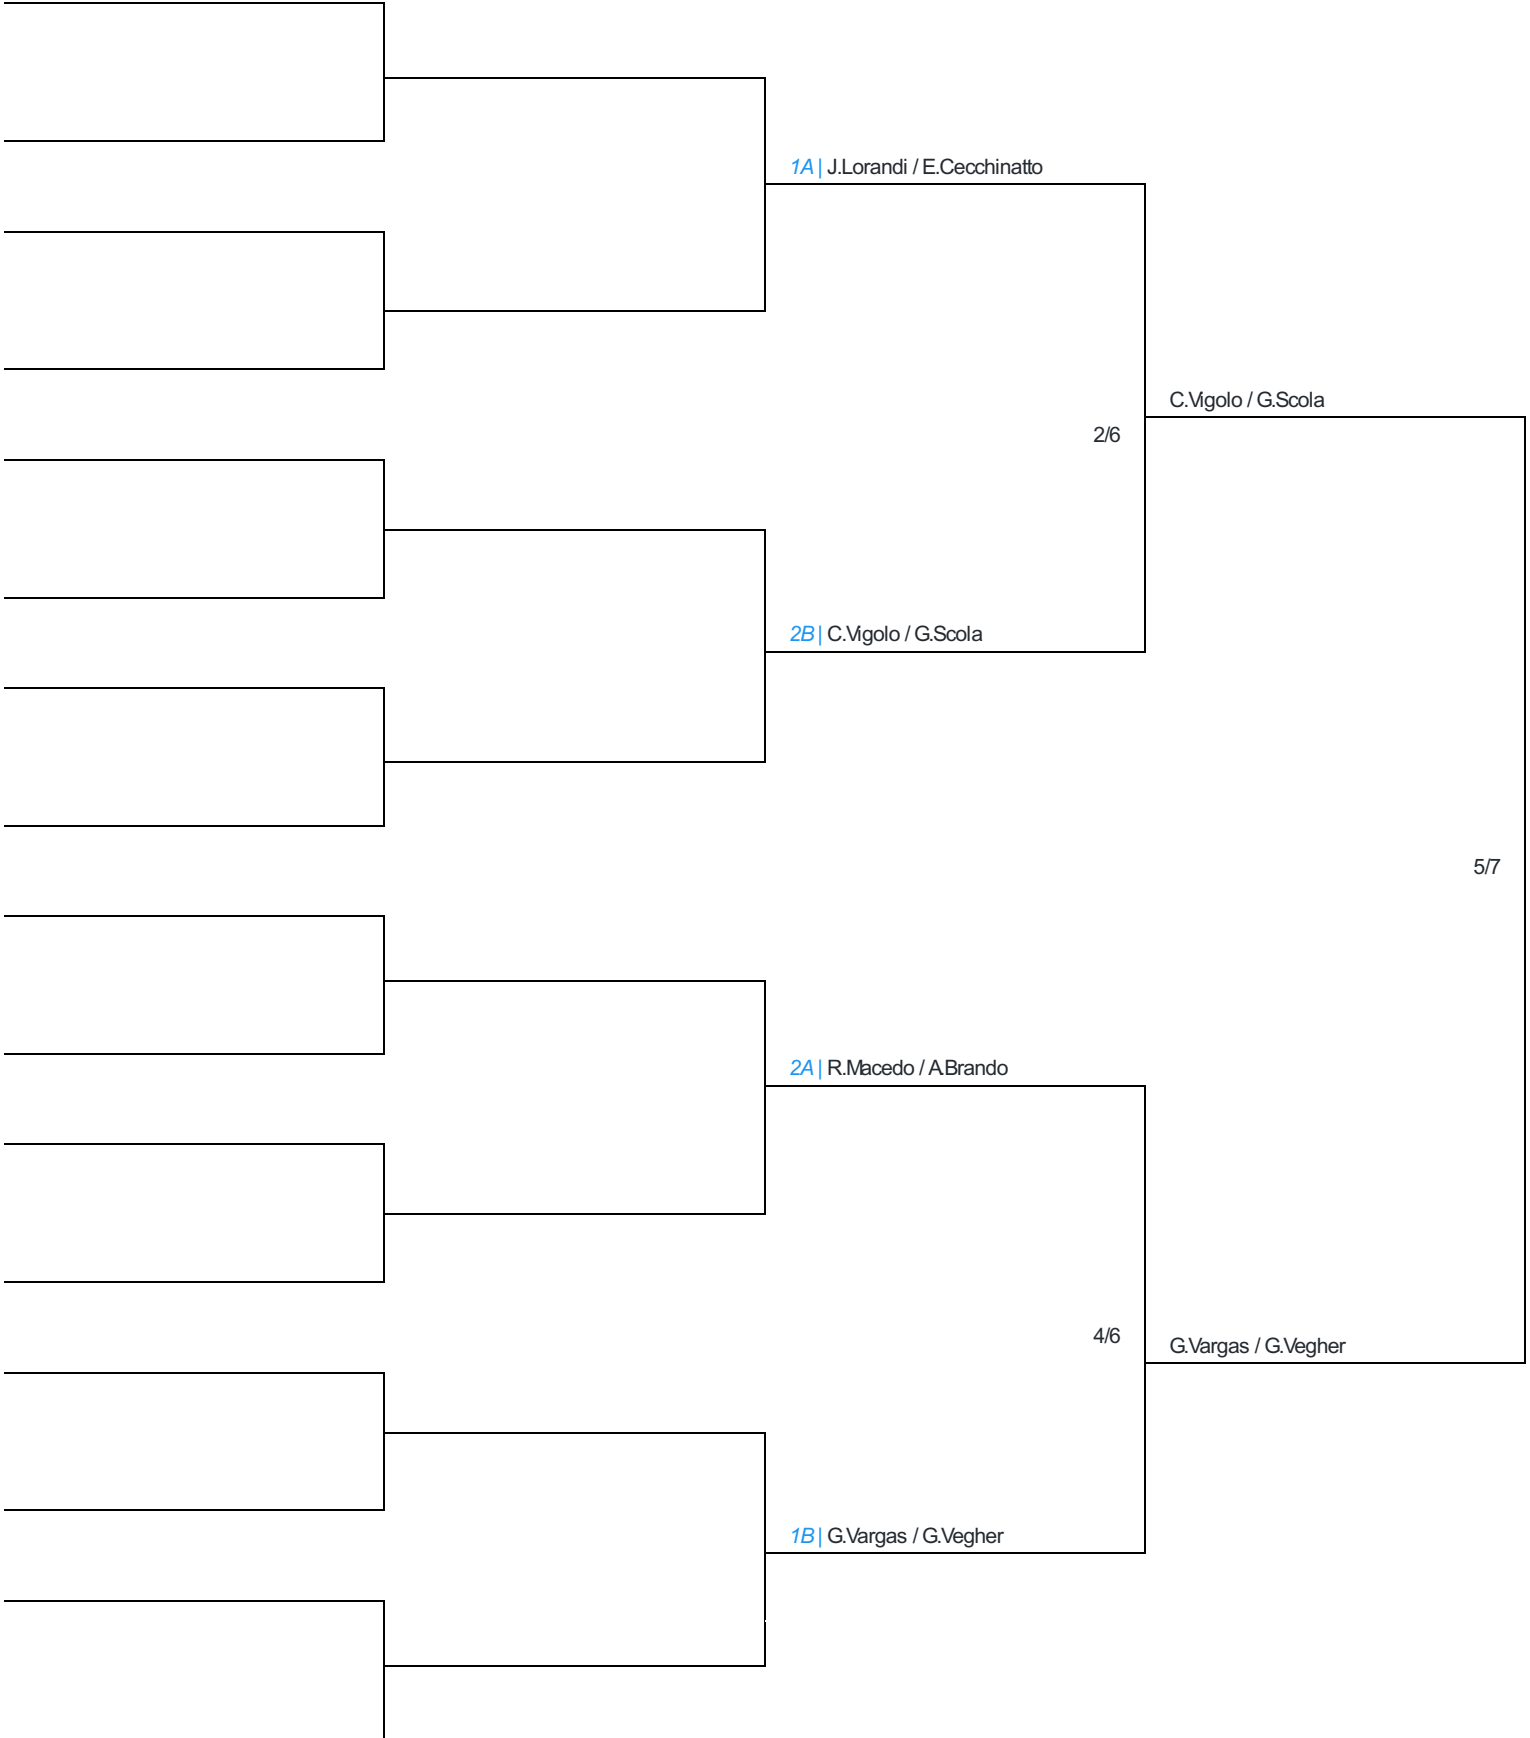 1A | J.Lorandi / E.Cecchinatto
C.Vigolo / G.Scola
2/6
2B | C.Vigolo / G.Scola
5/7
2A | R.Macedo / A.Brando
4/6
G.Vargas / G.Vegher
1B | G.Vargas / G.Vegher